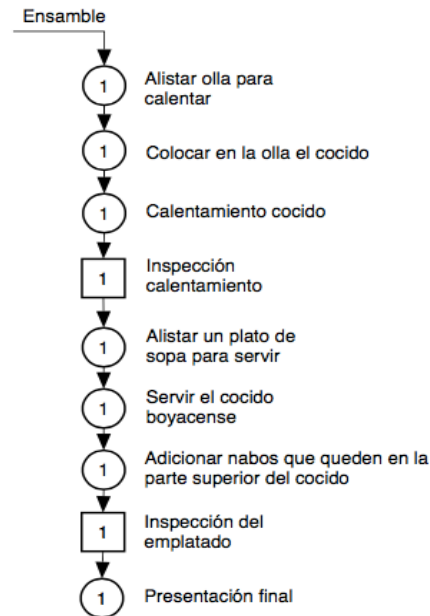 Ensamble
1
Alistar olla para
calentar
1
Colocar en la olla el cocido
1
Calentamiento cocido
1
Inspección
calentamiento
1
Alistar un plato de
sopa para servir
1
Servir el cocido
boyacense
1
Adicionar nabos que queden en la
parte superior del cocido
1
Inspección del
emplatado
1
Presentación final